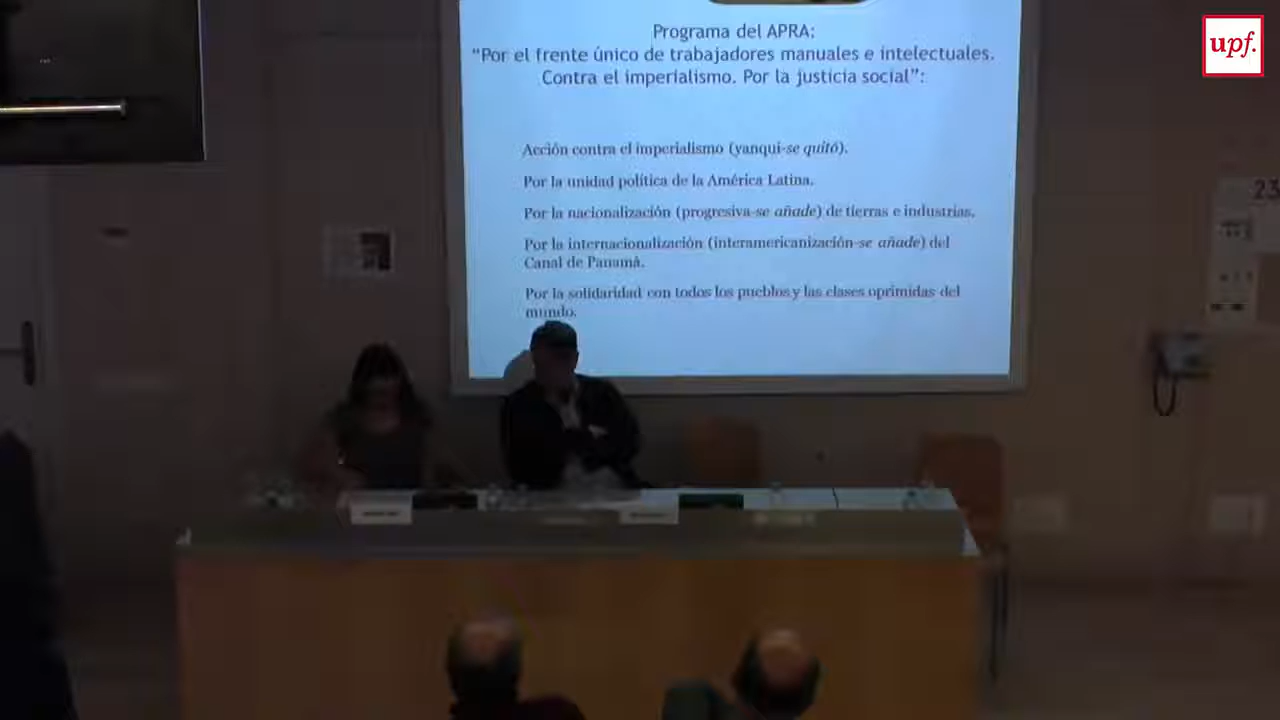 Programa del APRA:
“Por el frente único de trabajadores manuales e intelectuales.
Contra el imperialismo. Por la justicia social”:
upf.
Acción contra el imperialismo (yanqui-se quitó).
Por la unidad política de la América Latina.
Por la nacionalización (progresiva-se añade) de tierras e industrias.
Por la internacionalización (interamericanización-se añade) del
Canal de Panamá.
Por la solidaridad con todos los pueblos y las clases oprimidas del
mundo.
23